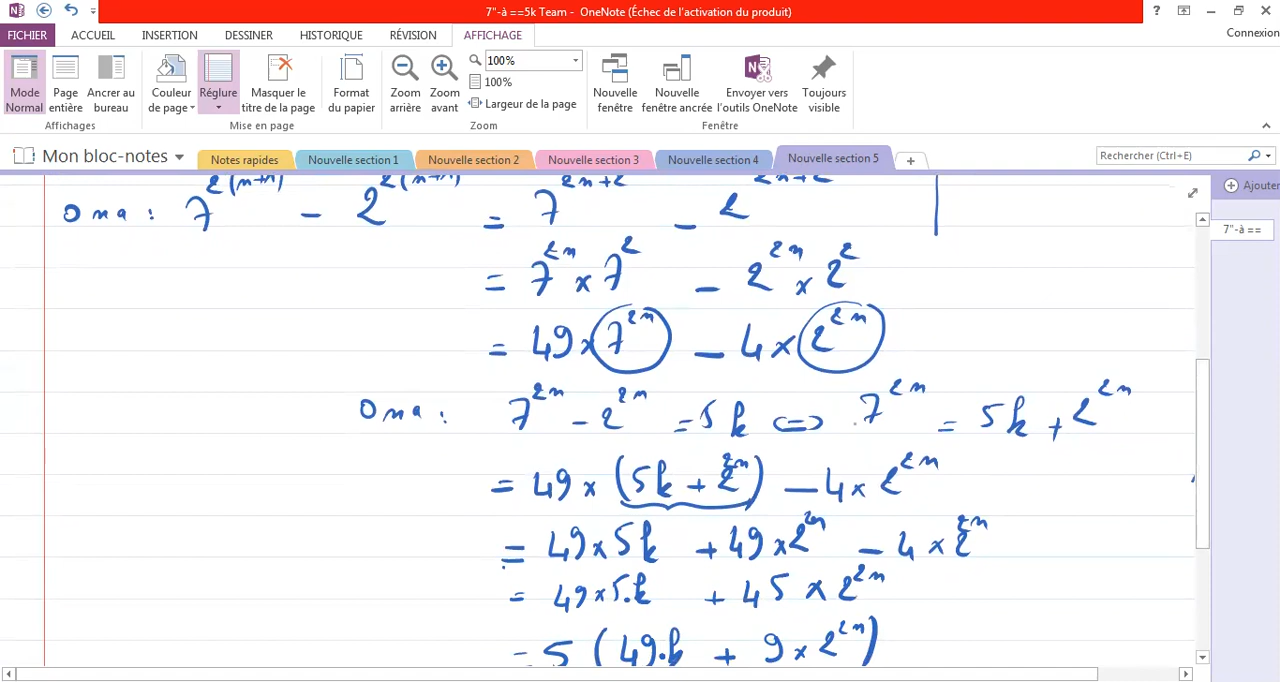 7"-à ==5k Team - OneNote (Échec de l'activation du produit)
FICHIER ACCUEIL INSERTION DESSINER HISTORIQUE RÉVISION AFFICHAGE Connexion
Mode Normal Page entière Ancrer au bureau
Affichages
Couleur de page Réglure Masquer le titre de la page Format du papier
Mise en page
Zoom arrière Zoom avant 100% 100% Largeur de la page
Zoom
Nouvelle fenêtre Nouvelle fenêtre ancrée Envoyer vers l'outils OneNote Toujours visible
Fenêtre
Mon bloc-notes Notes rapides Nouvelle section 1 Nouvelle section 2 Nouvelle section 3 Nouvelle section 4 Nouvelle section 5 + Rechercher (Ctrl+E)
Ajouter
7"-à ==
On a : 7^{2(n+1)} - 2^{2(n+1)} = 7^{2n+2} - 2^{2n+2}
= 7^{2n} × 7^2 - 2^{2n} × 2^2
= 49 × 7^{2n} - 4 × 2^{2n}
On a : 7^{2n} - 2^{2n} = 5k ⇔ 7^{2n} = 5k + 2^{2n}
= 49 × (5k + 2^{2n}) - 4 × 2^{2n}
= 49 × 5k + 49 × 2^{2n} - 4 × 2^{2n}
= 49 × 5.k + 45 × 2^{2n}
= 5 (49.k + 9 × 2^{2n})